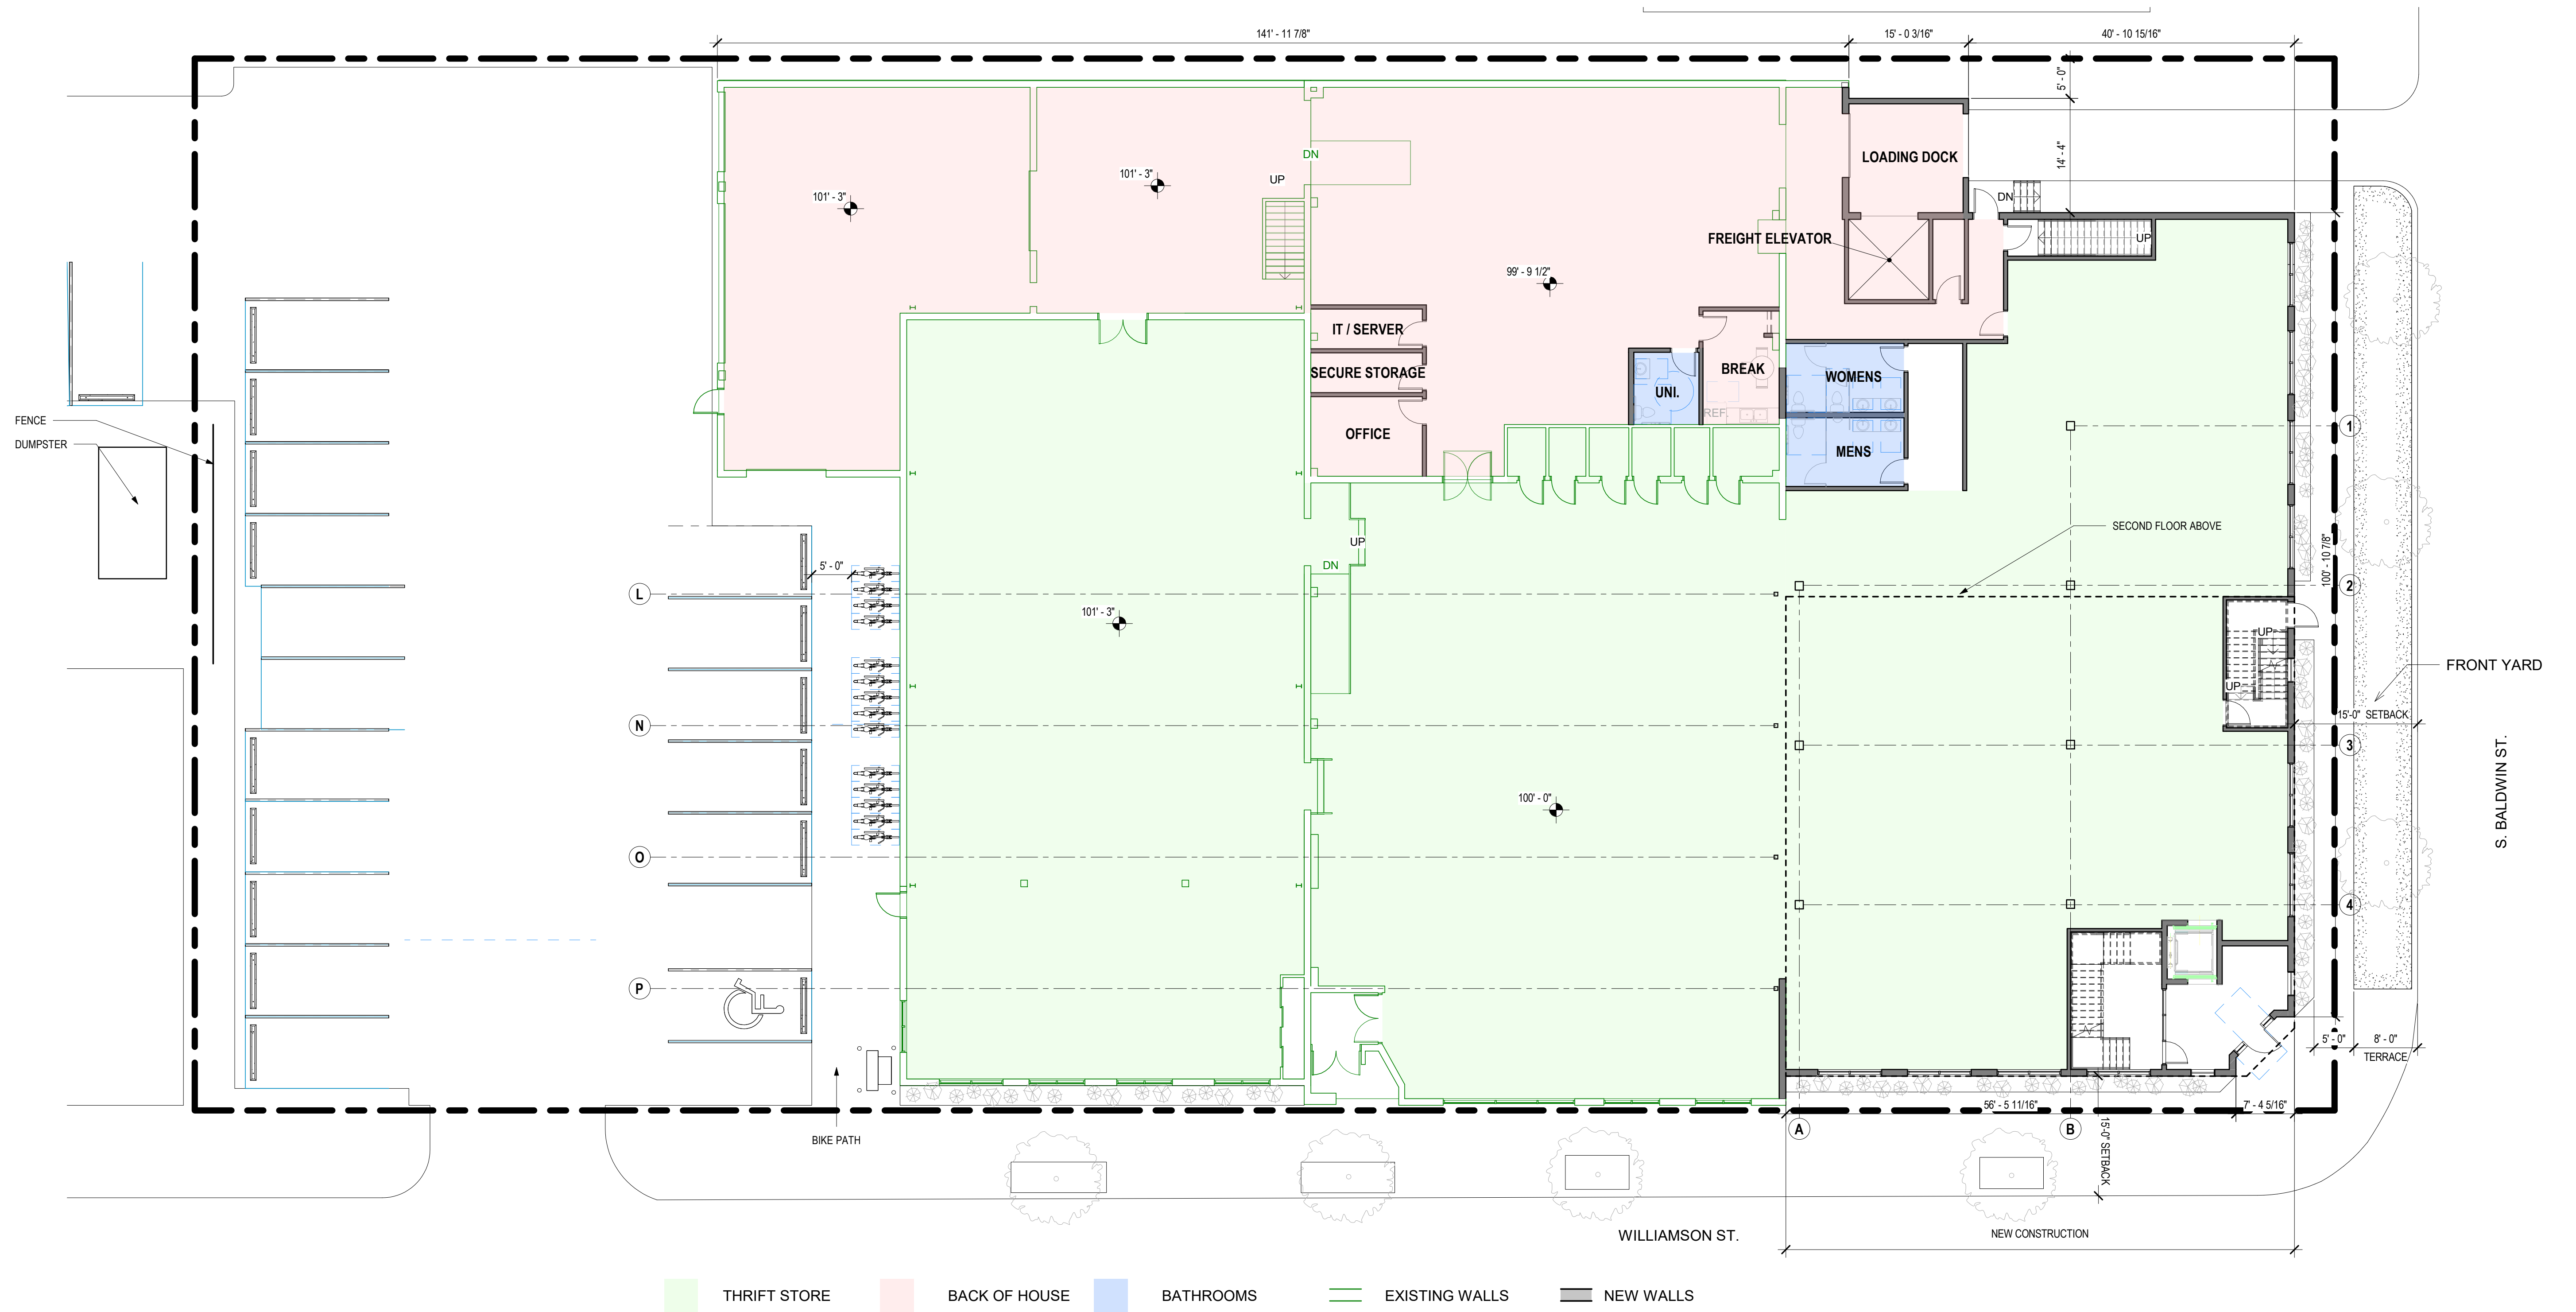 141' - 11 7/8"
15' - 0 3/16"
40' - 10 15/16"
5' - 0"
14' - 4"
LOADING DOCK
DN
UP
101' - 3"
101' - 3"
DN
UP
FREIGHT ELEVATOR
99' - 9 1/2"
IT / SERVER
SECURE STORAGE
OFFICE
UNI.
BREAK
REF.
WOMENS
MENS
FENCE
DUMPSTER
1
SECOND FLOOR ABOVE
100' - 10 7/8"
UP
DN
5' - 0"
L
2
101' - 3"
UP
UP
FRONT YARD
15'-0" SETBACK
N
3
S. BALDWIN ST.
100' - 0"
O
4
P
5' - 0"
8' - 0"
TERRACE
56' - 5 11/16"
7' - 4 5/16"
A
B
BIKE PATH
15'-0" SETBACK
WILLIAMSON ST.
NEW CONSTRUCTION
THRIFT STORE
BACK OF HOUSE
BATHROOMS
EXISTING WALLS
NEW WALLS